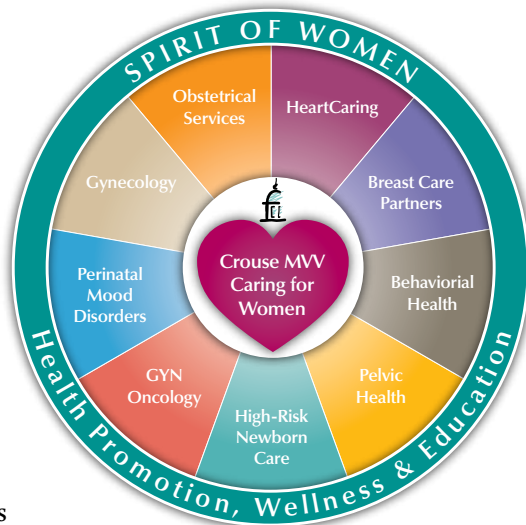 SPIRIT OF WOMEN
Obstetrical
Services
HeartCaring
Breast Care
Partners
Behaviorial
Health
Pelvic
Health
High-Risk
Newborn
Care
GYN
Oncology
Perinatal
Mood
Disorders
Gynecology
Crouse MVV
Caring for
Women
Health Promotion, Wellness & Education
s